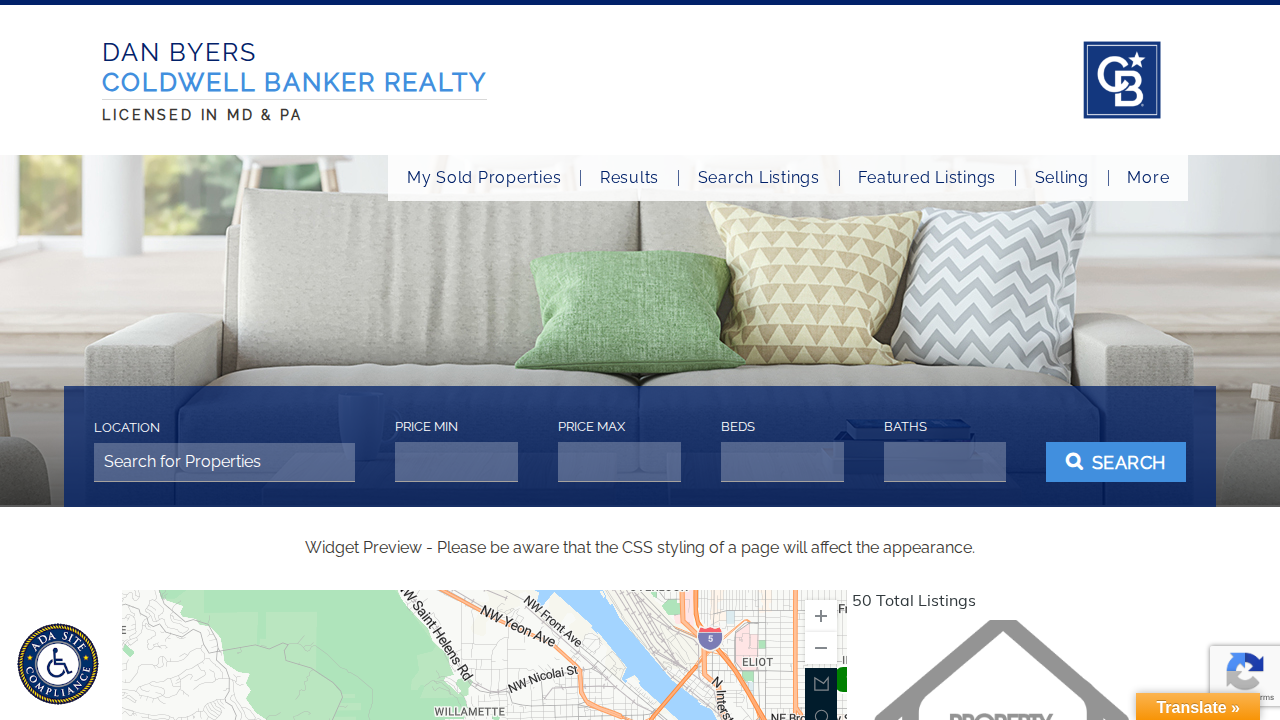 DAN BYERS
COLDWELL BANKER REALTY
LICENSED IN MD & PA
CB
My Sold Properties
Results
Search Listings
Featured Listings
Selling
More
LOCATION
Search for Properties
PRICE MIN
PRICE MAX
BEDS
BATHS
SEARCH
Widget Preview - Please be aware that the CSS styling of a page will affect the appearance.
50 Total Listings
NW Saint Helens Rd
NW Yeon Ave
NW Front Ave
NW Nicolai St
N Interst
5
ELIOT
WILLAMETTE
NE Bro
ADA SITE
COMPLIANCE
PROPERTY
Translate »